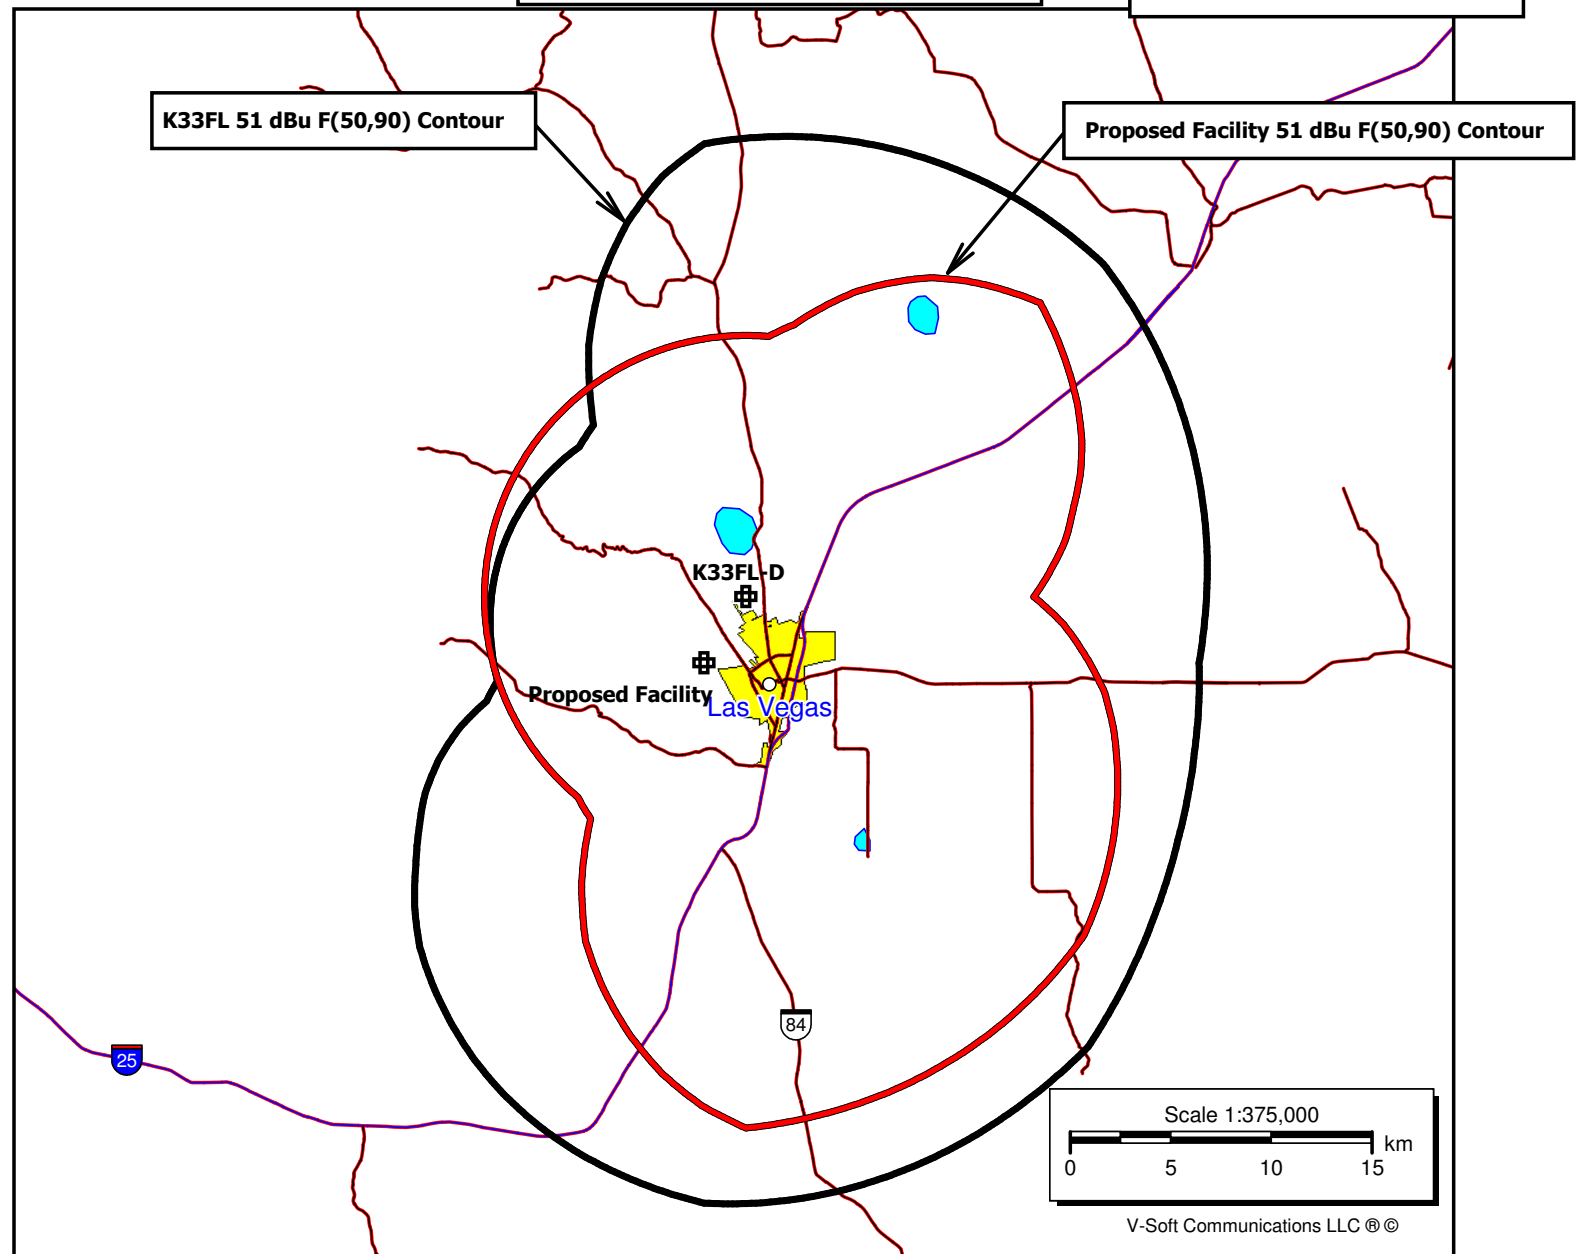 K33FL 51 dBu F(50,90) Contour
Proposed Facility 51 dBu F(50,90) Contour
K33FL-D
Proposed Facility
Las Vegas
84
25
Scale 1:375,000
km
0 5 10 15
V-Soft Communications LLC ® ©